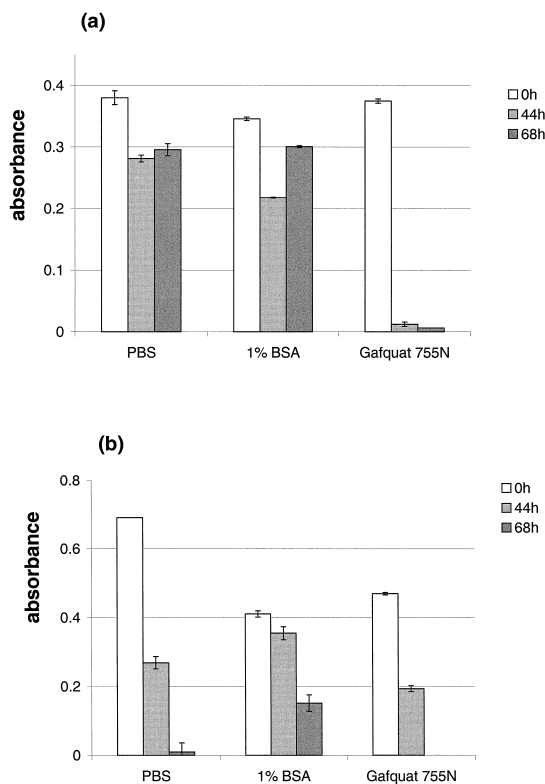 (a)
absorbance
0.4
0.3
0.2
0.1
0
PBS
1% BSA
Gafquat 755N
0h
44h
68h
(b)
absorbance
0.8
0.6
0.4
0.2
0
PBS
1% BSA
Gafquat 755N
0h
44h
68h